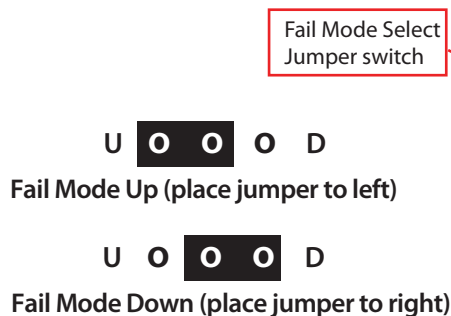 Fail Mode Select
Jumper switch
U O O O D
Fail Mode Up (place jumper to left)
U O O O D
Fail Mode Down (place jumper to right)